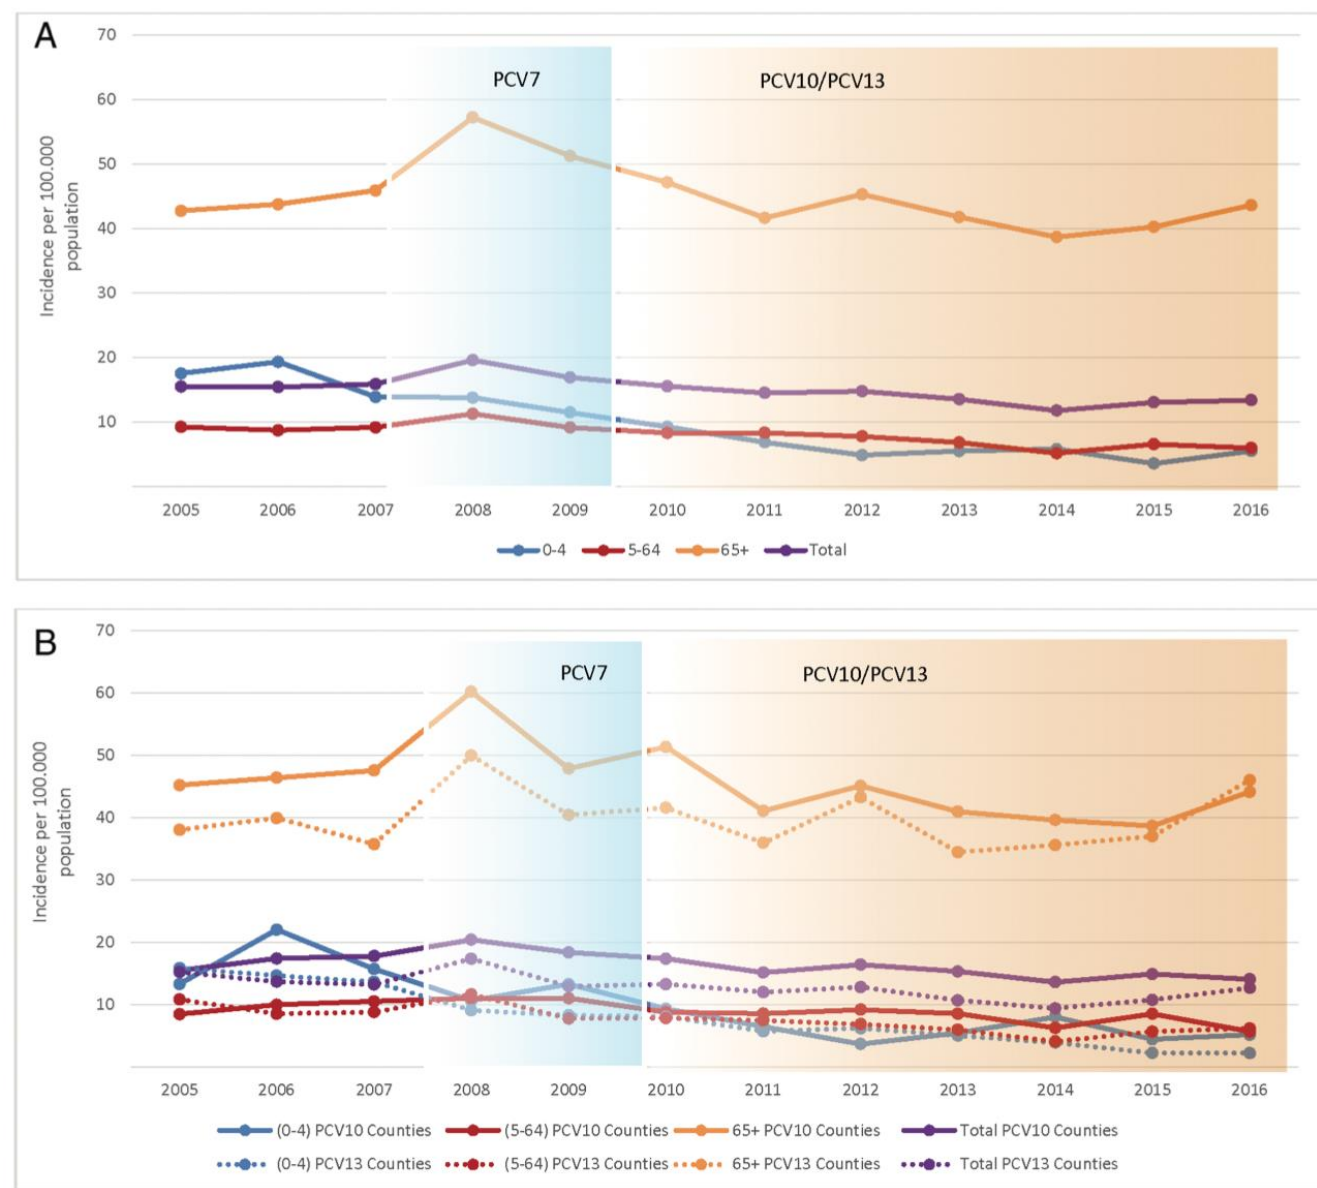 A
70
PCV7
PCV10/PCV13
60
50
40
30
20
10
Incidence per 100.000
population
2005 2006 2007 2008 2009 2010 2011 2012 2013 2014 2015 2016
0-4 5-64 65+ Total
B
70
PCV7
PCV10/PCV13
60
50
40
30
20
10
Incidence per 100.000
population
2005 2006 2007 2008 2009 2010 2011 2012 2013 2014 2015 2016
(0-4) PCV10 Counties (5-64) PCV10 Counties 65+ PCV10 Counties Total PCV10 Counties
(0-4) PCV13 Counties (5-64) PCV13 Counties 65+ PCV13 Counties Total PCV13 Counties